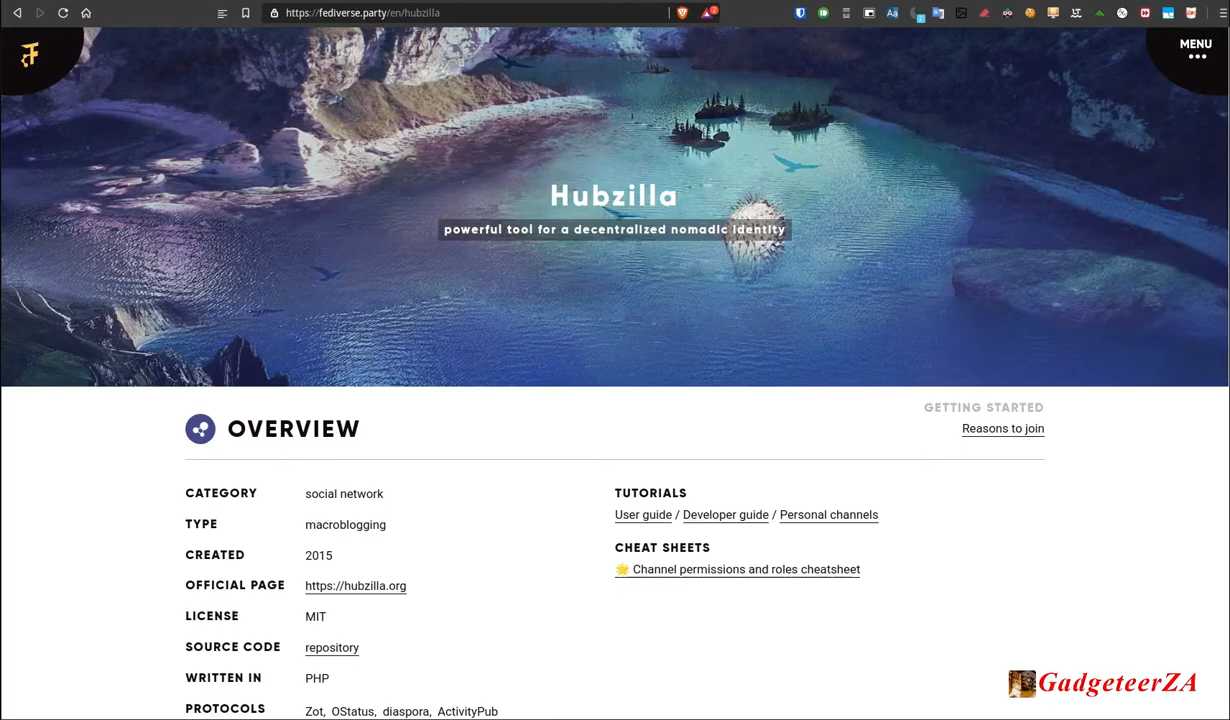 https://fediverse.party/en/hubzilla
2
2
MENU
Hubzilla
powerful tool for a decentralized nomadic identity
GETTING STARTED
OVERVIEW
Reasons to join
CATEGORY social network
TUTORIALS
TYPE macroblogging
User guide / Developer guide / Personal channels
CREATED 2015
CHEAT SHEETS
🌟 Channel permissions and roles cheatsheet
OFFICIAL PAGE https://hubzilla.org
LICENSE MIT
SOURCE CODE repository
WRITTEN IN PHP
PROTOCOLS Zot, OStatus, diaspora, ActivityPub
GadgeteerZA